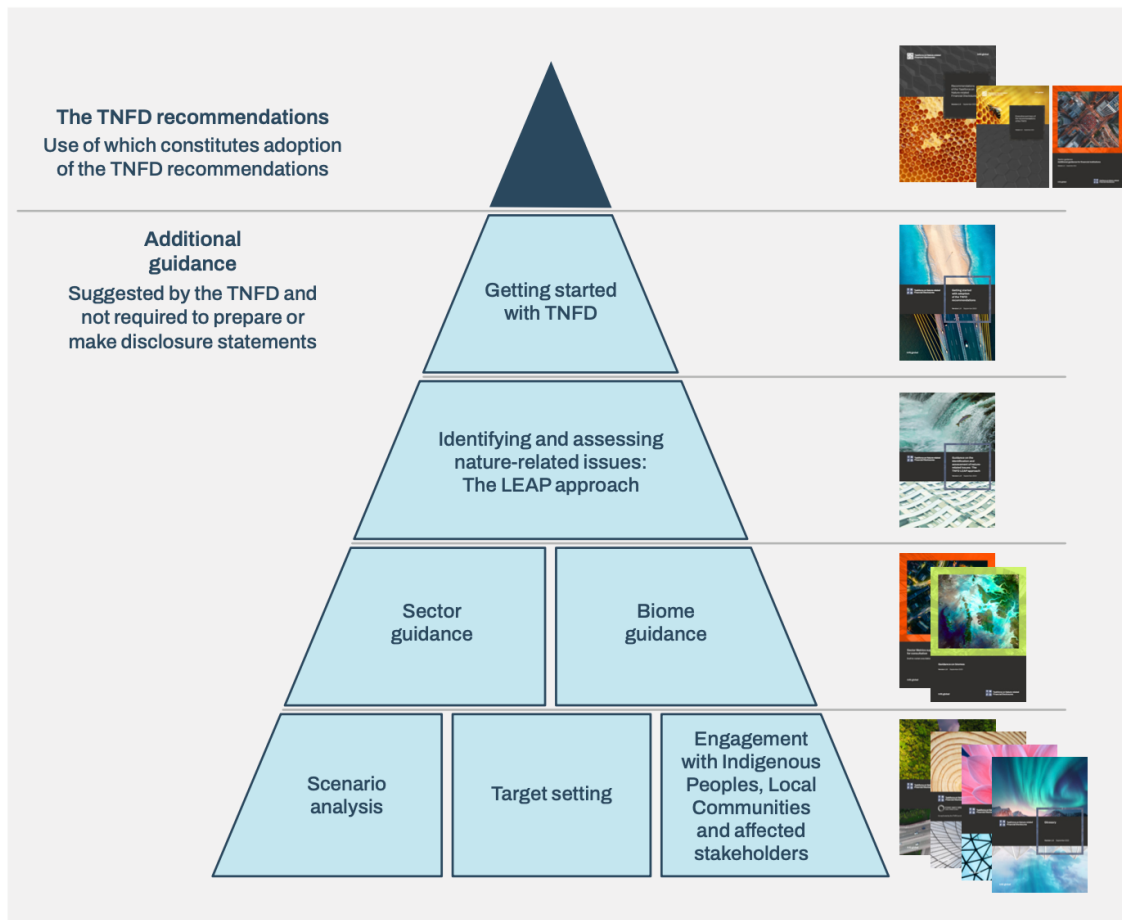 The TNFD recommendations
Use of which constitutes adoption
of the TNFD recommendations
Additional
guidance
Suggested by the TNFD and
not required to prepare or
make disclosure statements
Getting started
with TNFD
Identifying and assessing
nature-related issues:
The LEAP approach
Sector
guidance
Biome
guidance
Scenario
analysis
Target setting
Engagement
with Indigenous
Peoples, Local
Communities
and affected
stakeholders